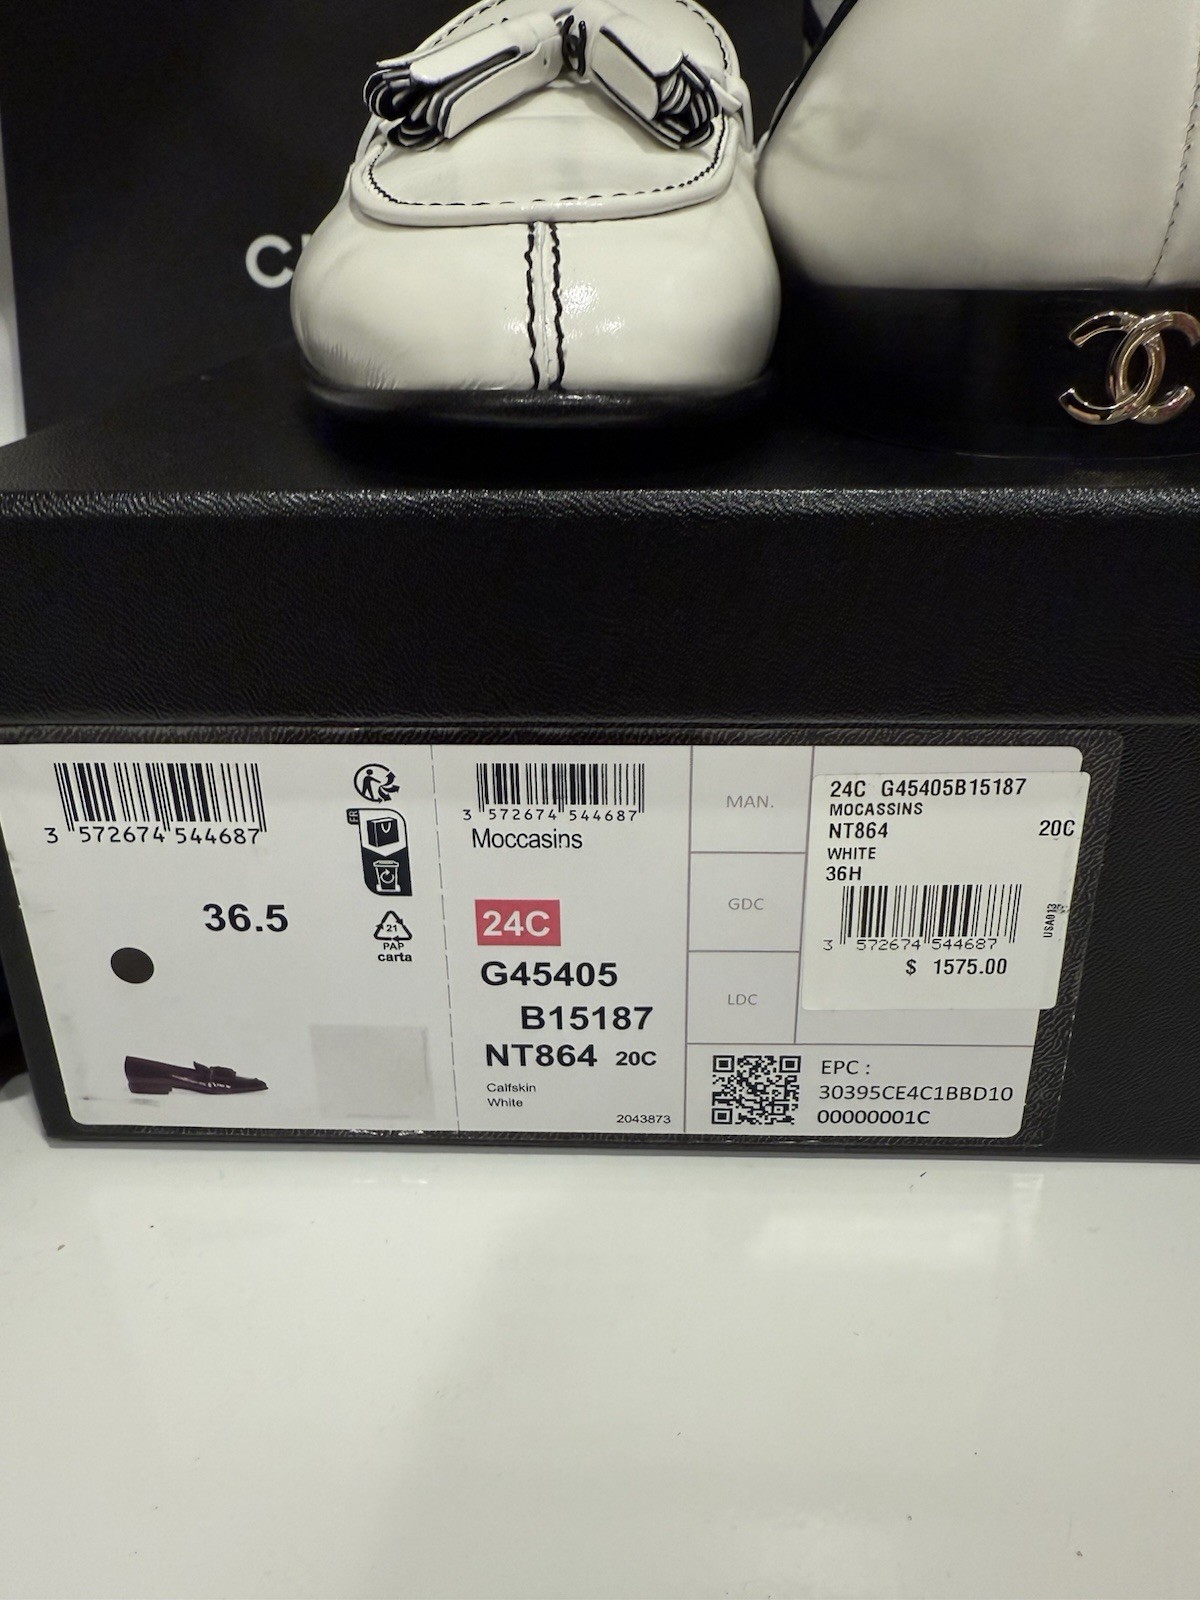 3 572674 544687
36.5
FR
21
PAP
carta
3 572674 544687
Moccasins
24C
G45405
B15187
NT864 20C
Calfskin
White
2043873
MAN.
GDC
LDC
24C G45405B15187
MOCASSINS
NT864 20C
WHITE
36H
3 572674 544687
USA013
$ 1575.00
EPC :
30395CE4C1BBD10
00000001C